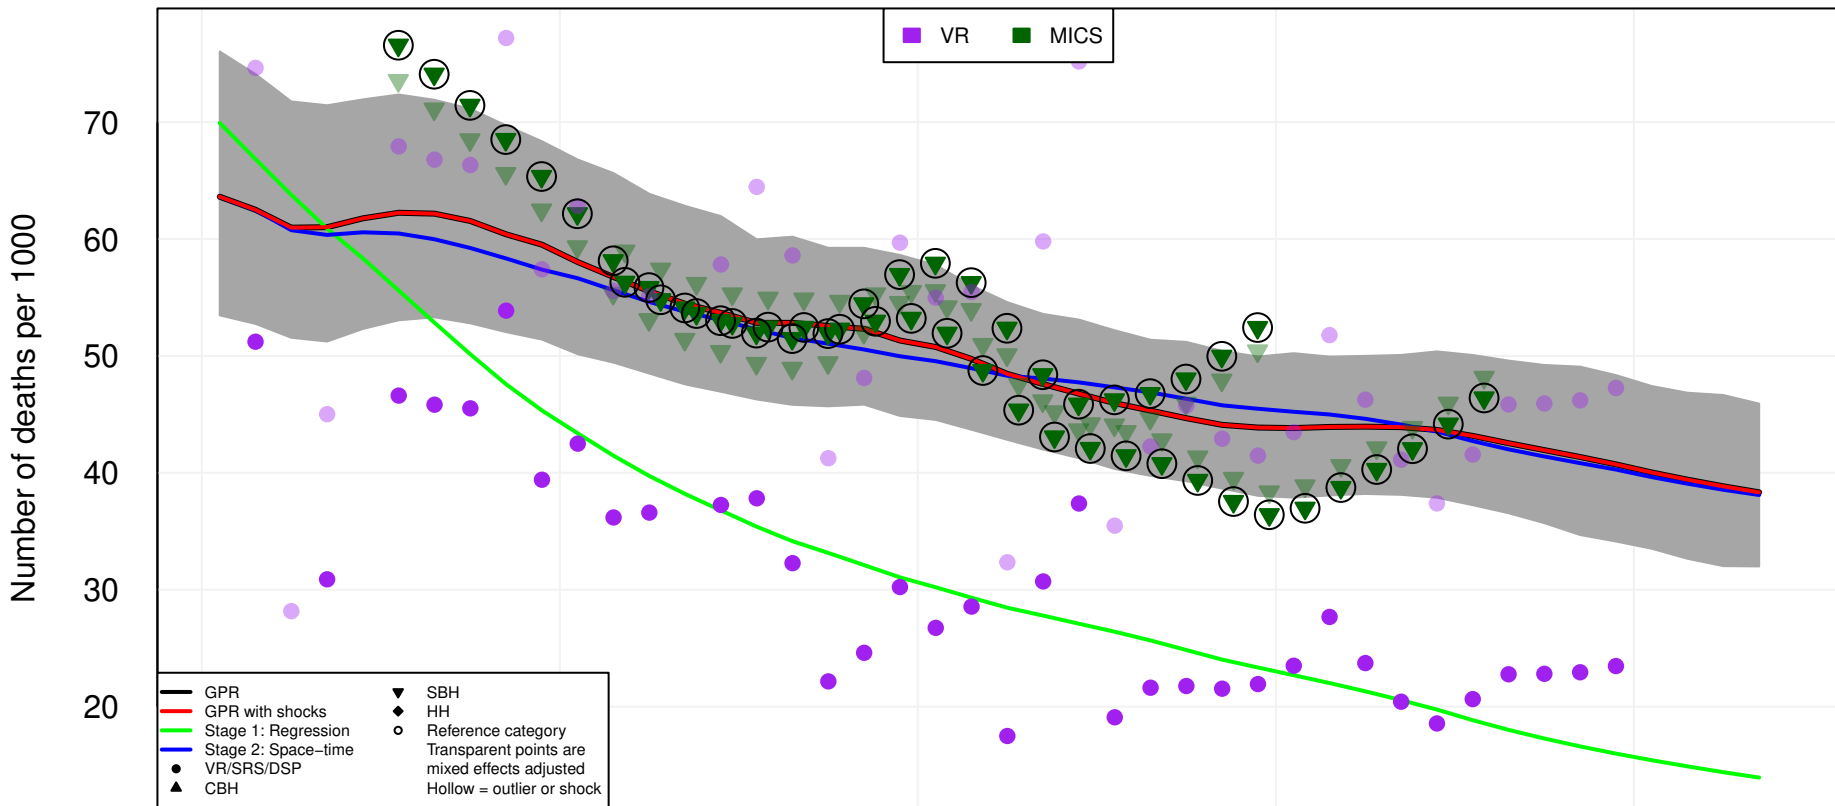 VR MICS
Number of deaths per 1000
70
60
50
40
30
20
GPR
GPR with shocks
Stage 1: Regression
Stage 2: Space−time
VR/SRS/DSP
CBH
SBH
HH
Reference category
Transparent points are
mixed effects adjusted
Hollow = outlier or shock